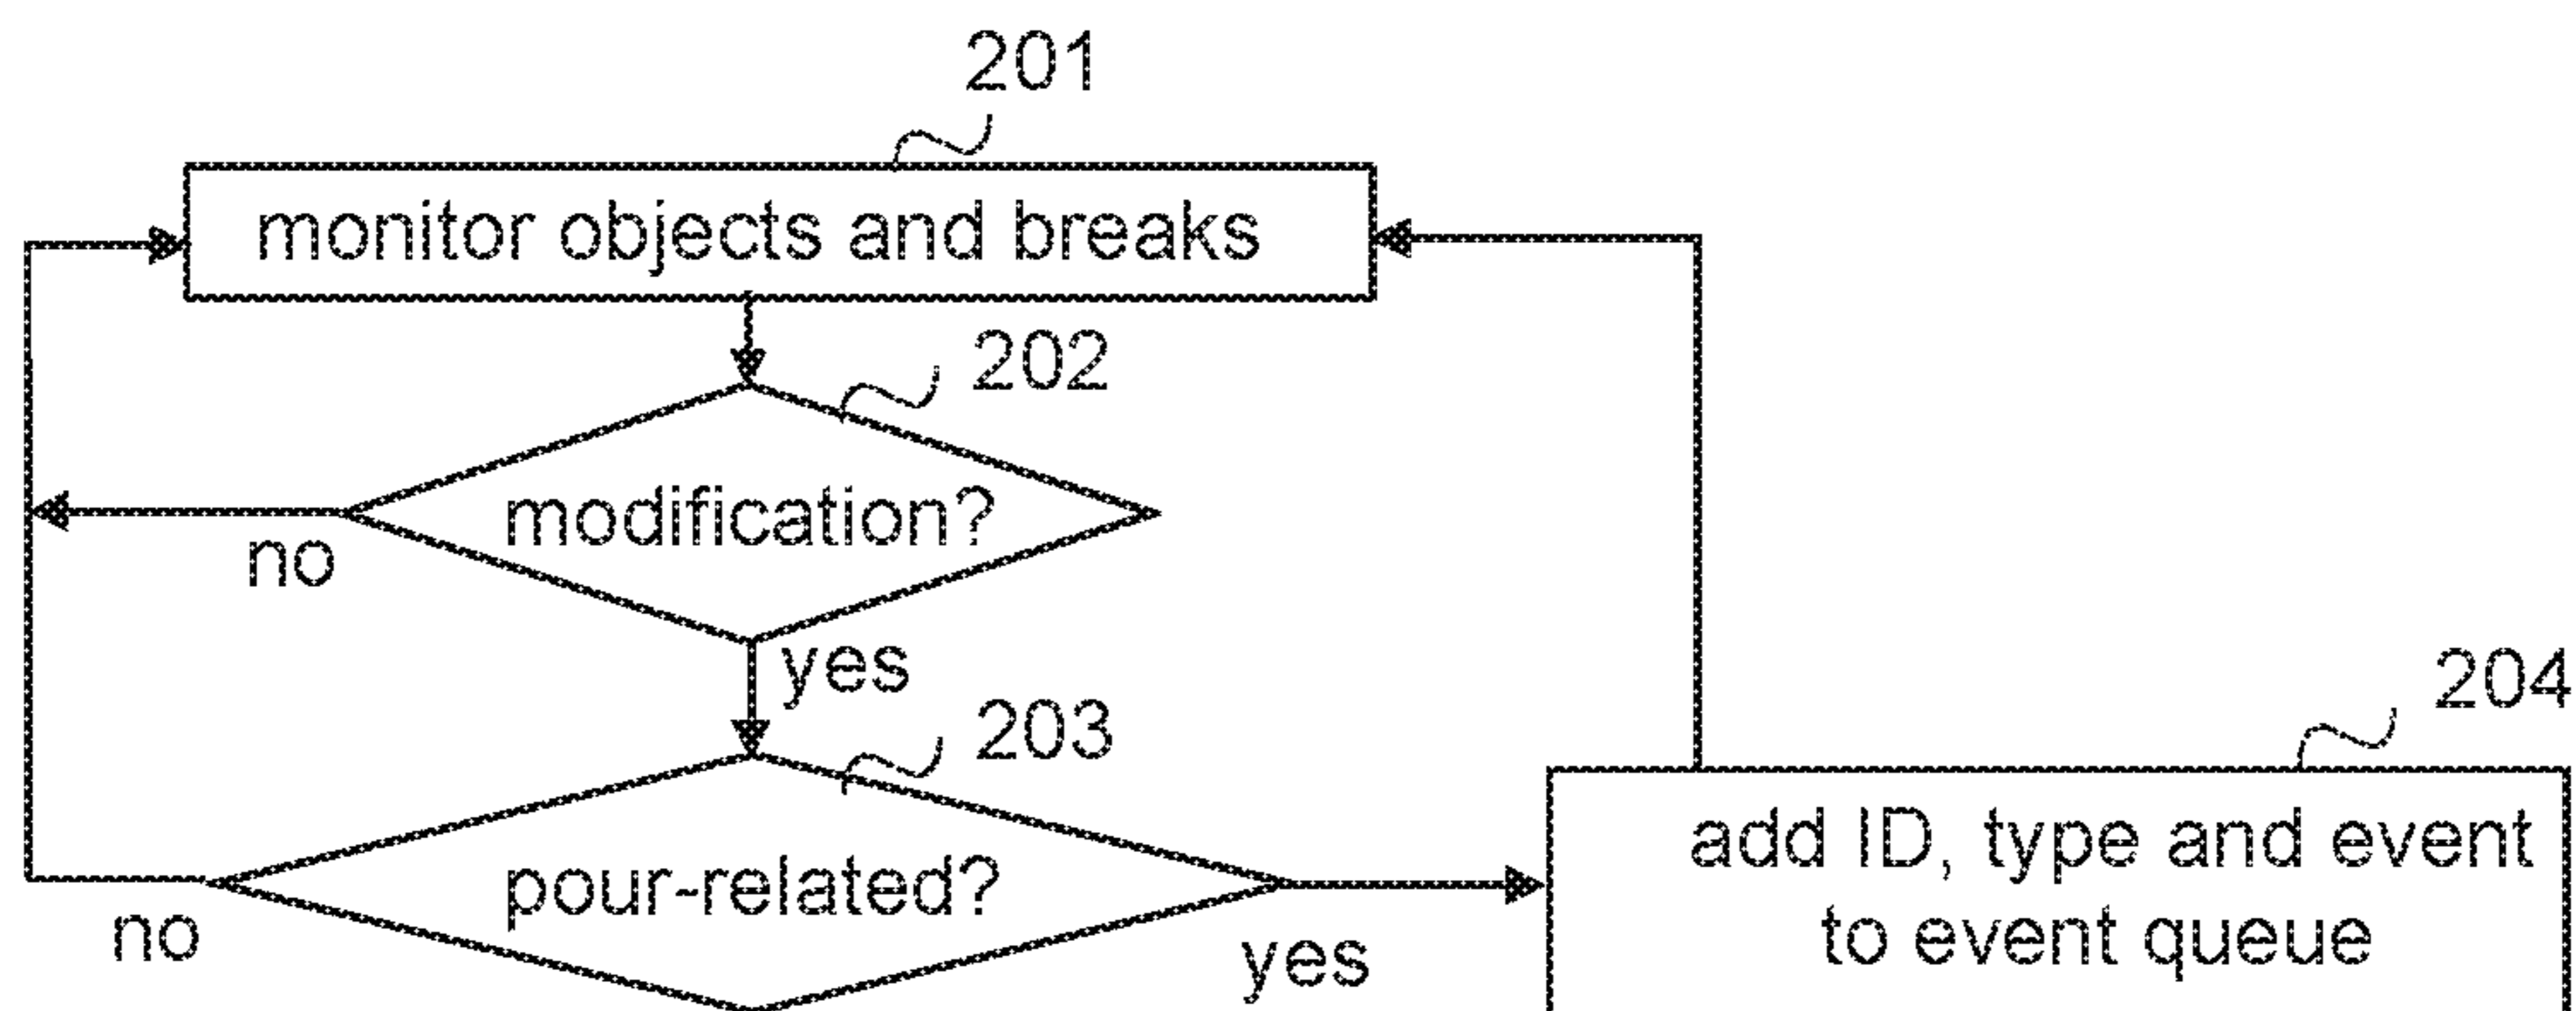 201
monitor objects and breaks
202
modification?
no
yes
203
204
pour-related?
add ID, type and event
to event queue
no
yes